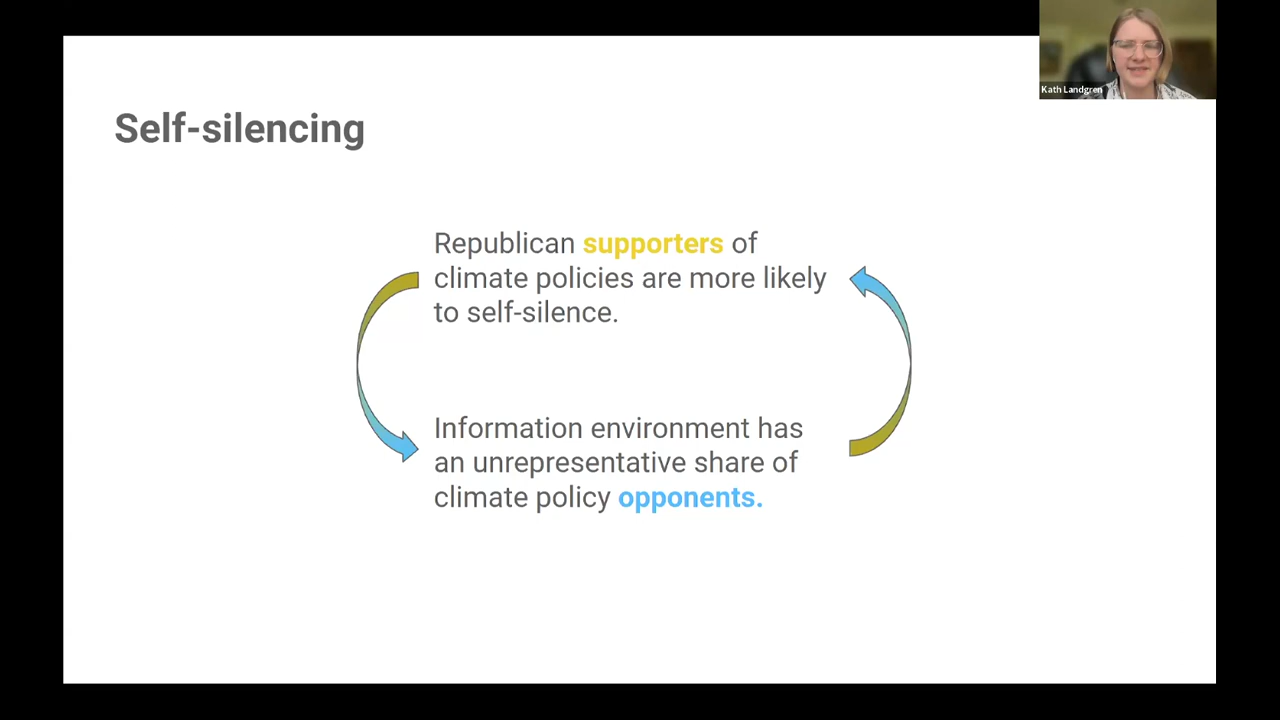 Kath Landgren
Self-silencing
Republican supporters of
climate policies are more likely
to self-silence.
Information environment has
an unrepresentative share of
climate policy opponents.